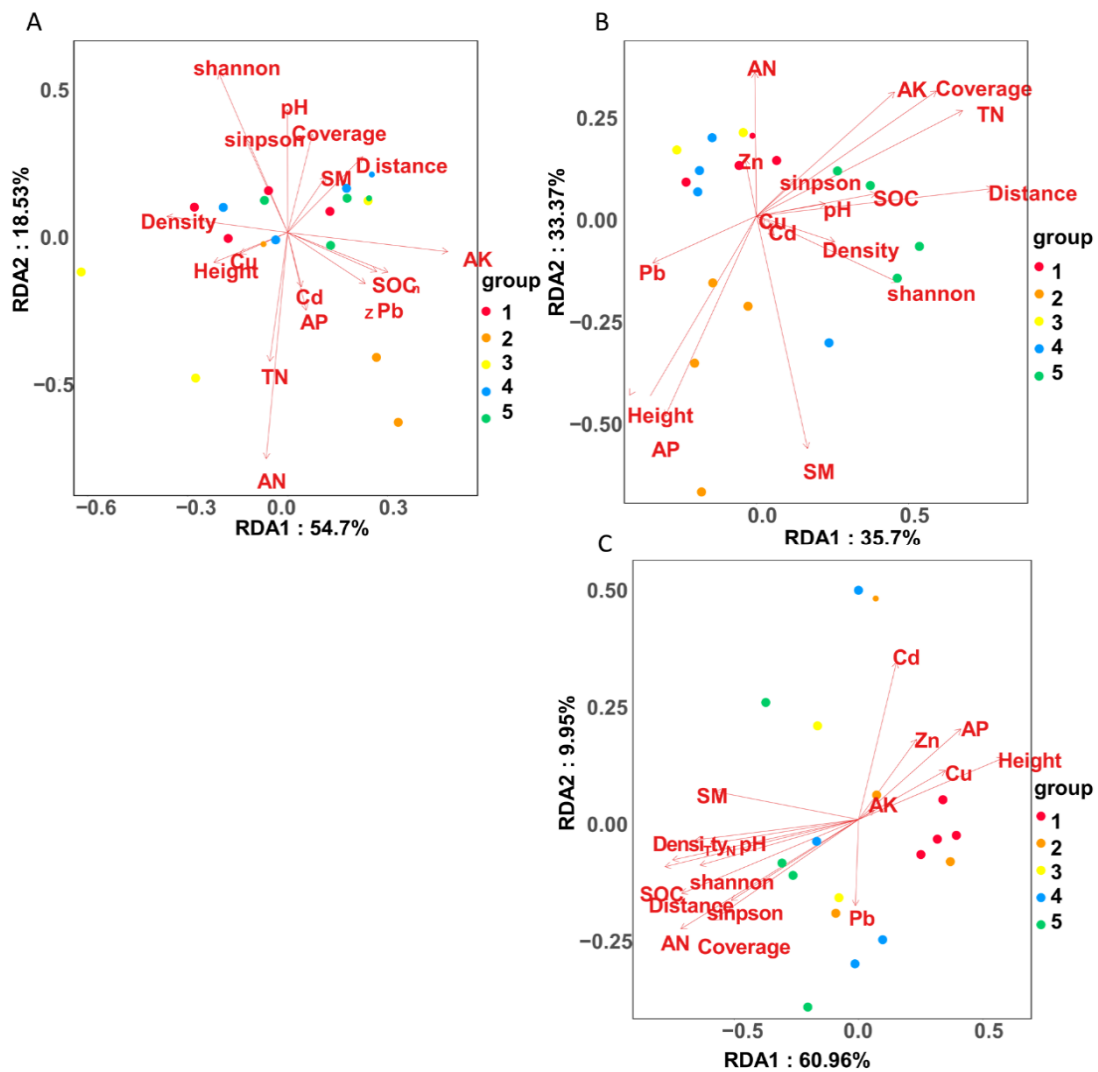 A
shannon
pH
sinpson
Coverage
D istance
SM
Density
Cu
Height
AK
SOC n
Cd
z Pb
AP
TN
AN
0.5
0.0
−0.5
RDA2 : 18.53%
−0.6
−0.3
0.0
0.3
RDA1 : 54.7%
group
1
2
3
4
5
B
AN
AK
Coverage
TN
Zn
sinpson
SOC
Distance
pH
Cu
Cd
Density
Pb
shannon
Height
AP
SM
0.25
0.00
−0.25
−0.50
RDA2 : 33.37%
0.0
0.5
RDA1 : 35.7%
group
1
2
3
4
5
C
Cd
AP
Zn
Height
Cu
AK
SM
Densi-ty N pH
T
shannon
SOC
Distance
sinpson
Pb
AN
Coverage
0.50
0.25
0.00
−0.25
RDA2 : 9.95%
−0.5
0.0
0.5
RDA1 : 60.96%
group
1
2
3
4
5